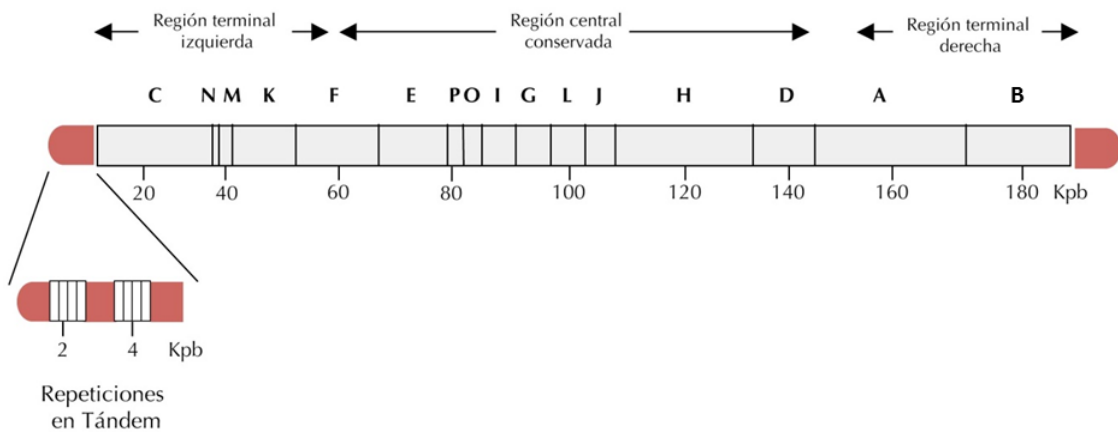 Región terminal
izquierda
Región central
conservada
Región terminal
derecha
C N M K F E P O I G L J H D A B
20 40 60 80 100 120 140 160 180 Kpb
2 4 Kpb
Repeticiones
en Tándem